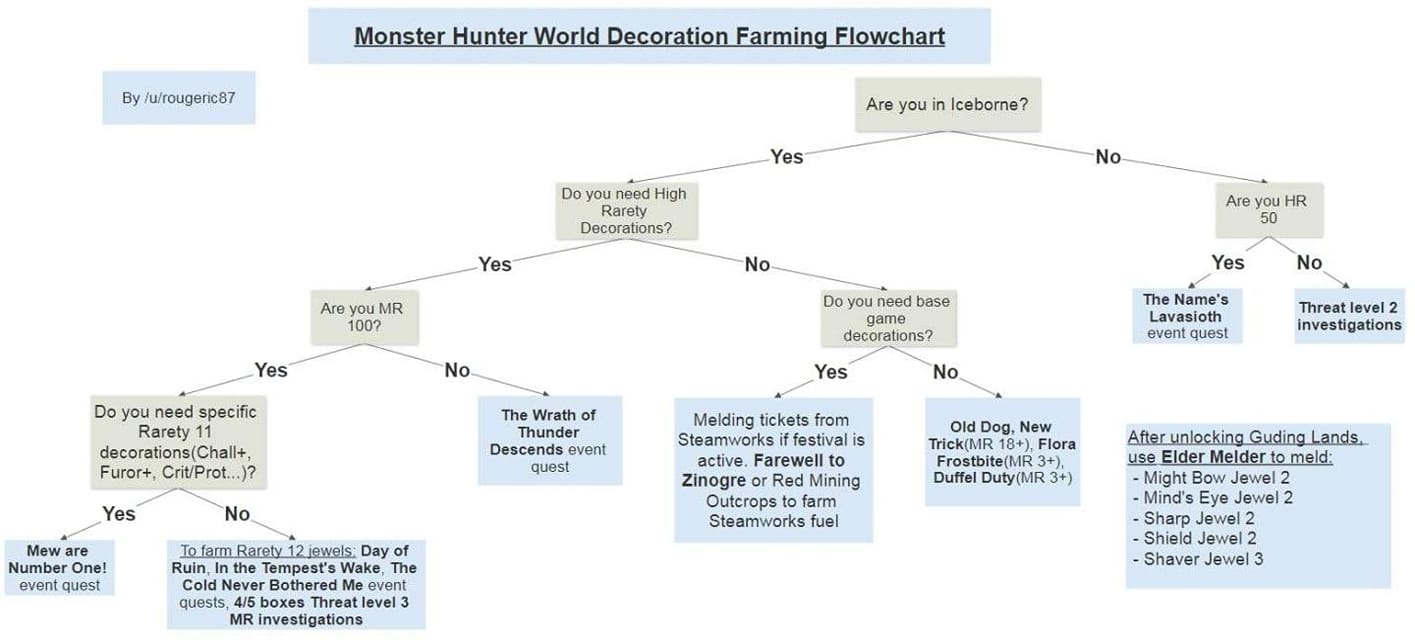 Monster Hunter World Decoration Farming Flowchart
By /u/rougeric87
Are you in Iceborne?
Yes
No
Do you need High
Rarety
Decorations?
Are you HR
50
Yes
No
Yes
No
Are you MR
100?
Do you need base
game
decorations?
The Name's
Lavasioth
event quest
Threat level 2
investigations
Yes
No
Yes
No
Do you need specific
Rarety 11
decorations(Chall+,
Furor+, Crit/Prot...)?
The Wrath of
Thunder
Descends event
quest
Melding tickets from
Steamworks if festival is
active. Farewell to
Zinogre or Red Mining
Outcrops to farm
Steamworks fuel
Old Dog, New
Trick(MR 18+), Flora
Frostbite(MR 3+),
Duffel Duty(MR 3+)
After unlocking Guding Lands,
use Elder Melder to meld:
- Might Bow Jewel 2
- Mind's Eye Jewel 2
- Sharp Jewel 2
- Shield Jewel 2
- Shaver Jewel 3
Yes
No
Mew are
Number One!
event quest
To farm Rarety 12 jewels: Day of
Ruin, In the Tempest's Wake, The
Cold Never Bothered Me event
quests, 4/5 boxes Threat level 3
MR investigations